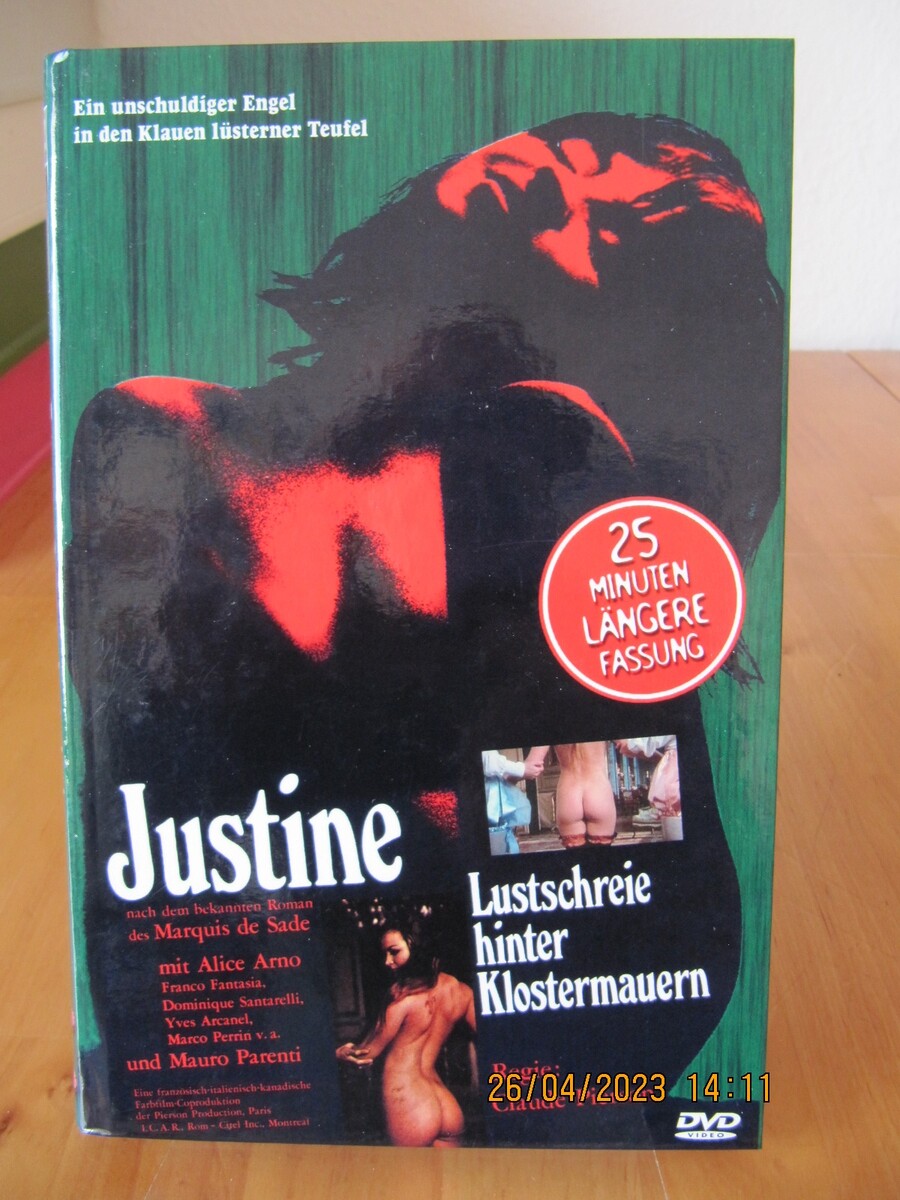 Ein unschuldiger Engel
in den Klauen lüsterner Teufel
25
MINUTEN
LÄNGERE
FASSUNG
Justine
nach dem bekannten Roman
des Marquis de Sade
mit Alice Arno
Franco Fantasia,
Dominique Santarelli,
Yves Arcanel,
Marco Perrin v. a.
und Mauro Parenti
Eine französisch-italienisch-kanadische
Farbfilm-Coproduktion
der Pierson Production, Paris
I.C.A.R., Rom - Citel Inc., Montreal
Lustschreie
hinter
Klostermauern
Regie:
Claude
26/04/2023 14:11
DVD
VIDEO